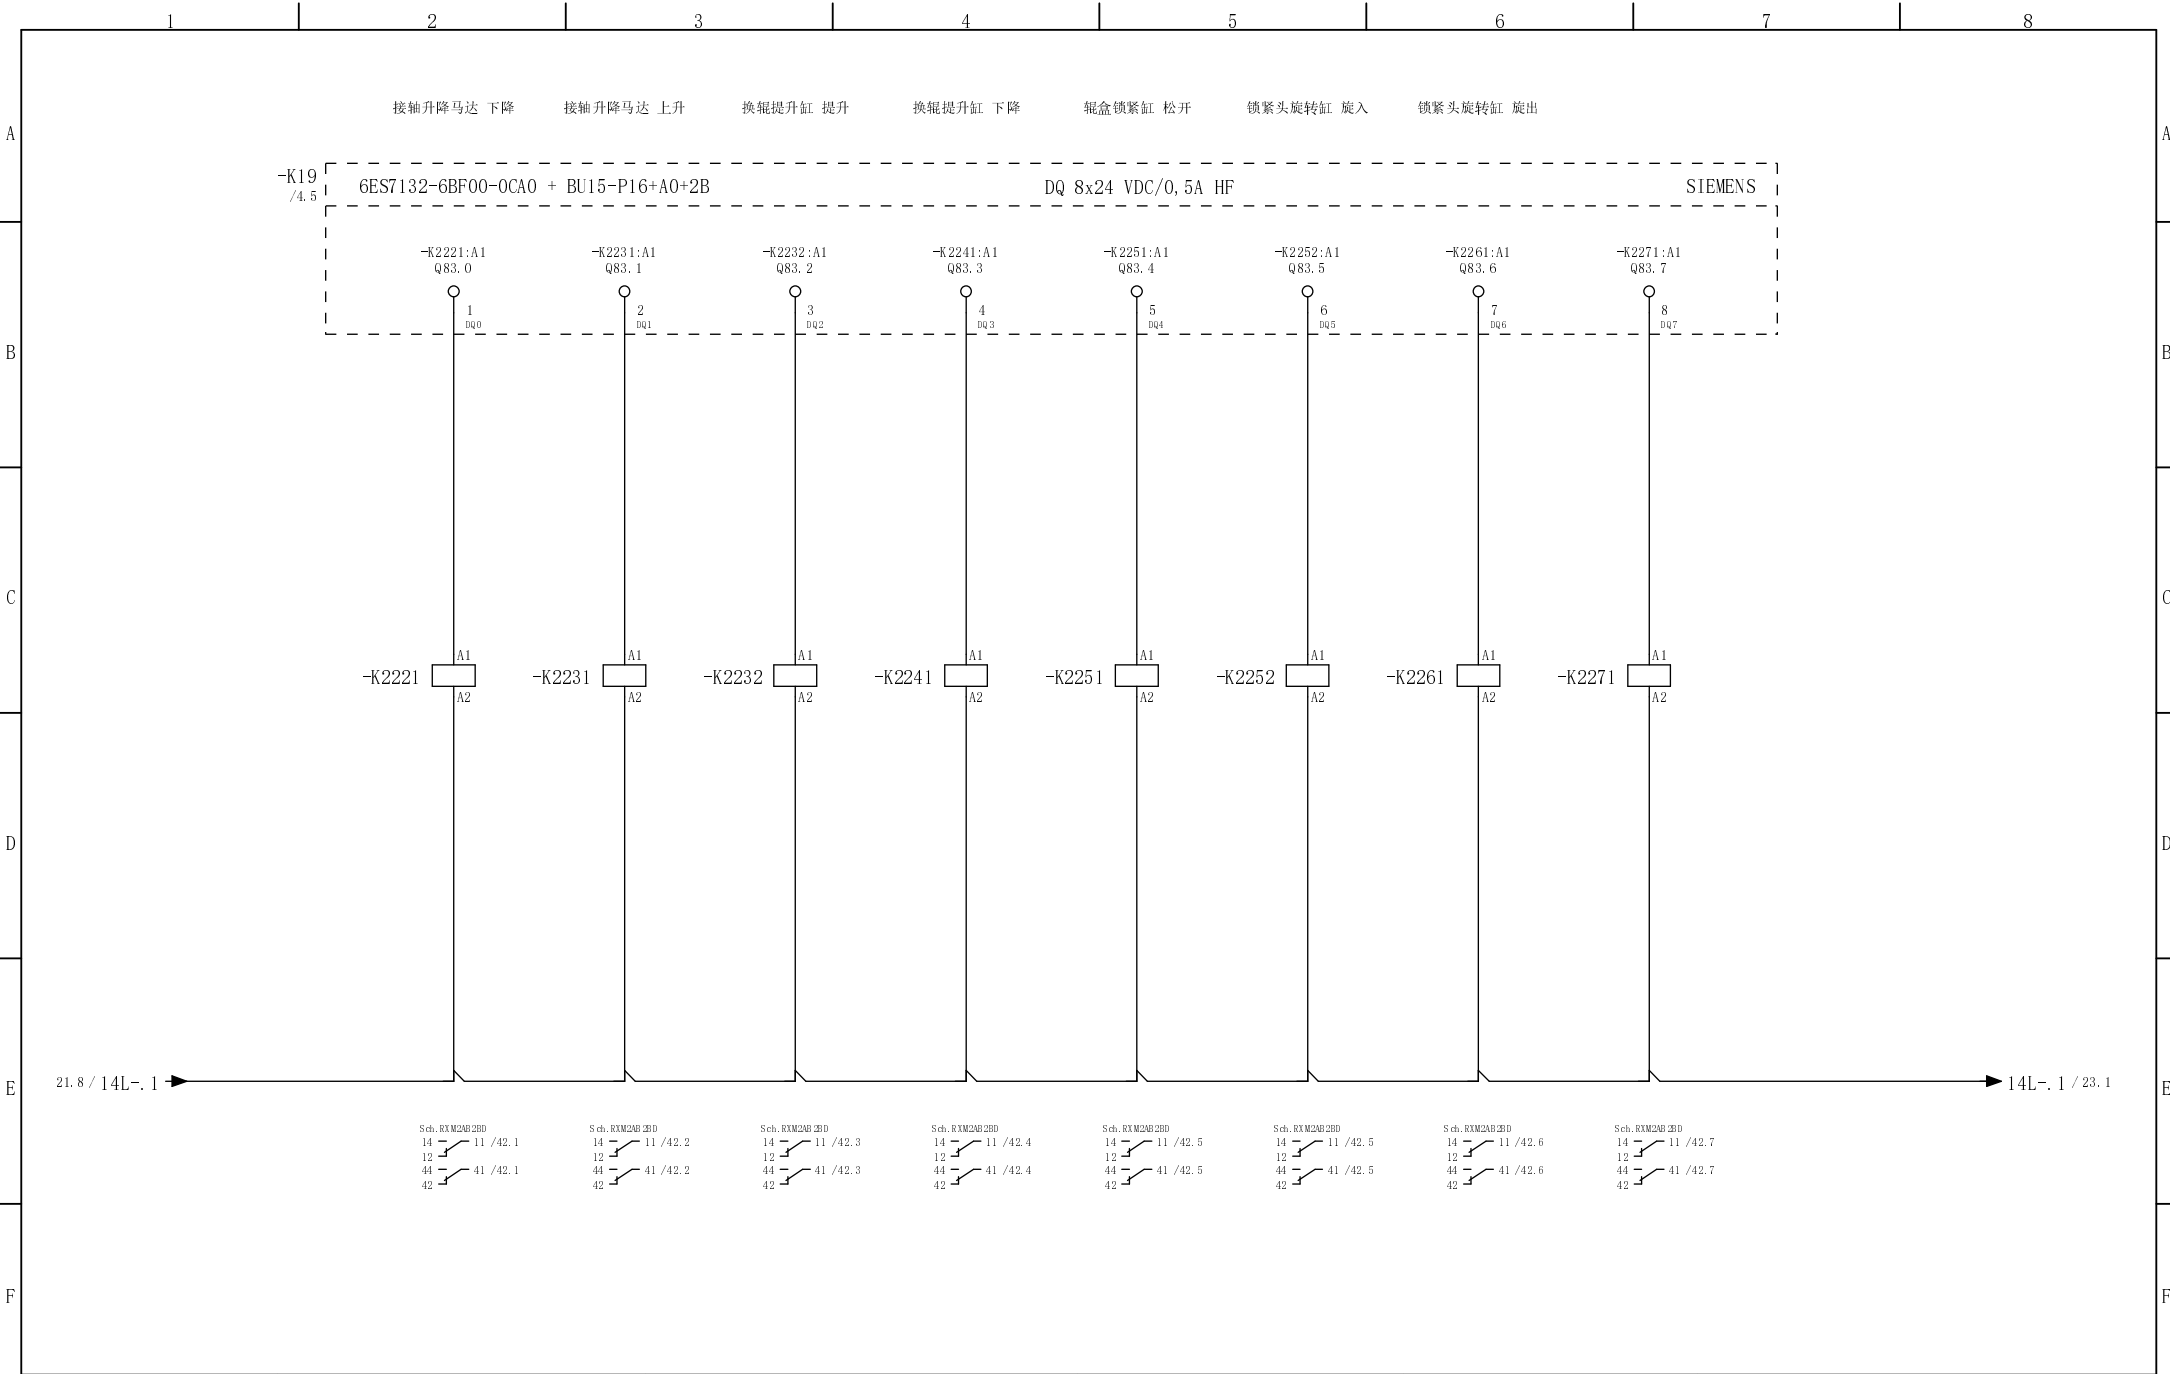 1 2 3 4 5 6 7 8
接轴升降马达 下降 接轴升降马达 上升 换辊提升缸 提升 换辊提升缸 下降 辊盒锁紧缸 松开 锁紧头旋转缸 旋入 锁紧头旋转缸 旋出
A A
-K19 6ES7132-6BF00-0CA0 + BU15-P16+A0+2B DQ 8x24 VDC/0,5A HF SIEMENS
/4.5
-K2221:A1 -K2231:A1 -K2232:A1 -K2241:A1 -K2251:A1 -K2252:A1 -K2261:A1 -K2271:A1
Q83.0 Q83.1 Q83.2 Q83.3 Q83.4 Q83.5 Q83.6 Q83.7
1 2 3 4 5 6 7 8
DQ0 DQ1 DQ2 DQ3 DQ4 DQ5 DQ6 DQ7
B B
C C
A1 A1 A1 A1 A1 A1 A1 A1
-K2221 -K2231 -K2232 -K2241 -K2251 -K2252 -K2261 -K2271
A2 A2 A2 A2 A2 A2 A2 A2
D D
21.8 / 14L-.1 14L-.1 / 23.1
E E
Sch.RXM2AB2BD Sch.RXM2AB2BD Sch.RXM2AB2BD Sch.RXM2AB2BD Sch.RXM2AB2BD Sch.RXM2AB2BD Sch.RXM2AB2BD Sch.RXM2AB2BD
14 11 /42.1 14 11 /42.2 14 11 /42.3 14 11 /42.4 14 11 /42.5 14 11 /42.5 14 11 /42.6 14 11 /42.7
12 12 12 12 12 12 12 12
44 41 /42.1 44 41 /42.2 44 41 /42.3 44 41 /42.4 44 41 /42.5 44 41 /42.5 44 41 /42.6 44 41 /42.7
42 42 42 42 42 42 42 42
F F